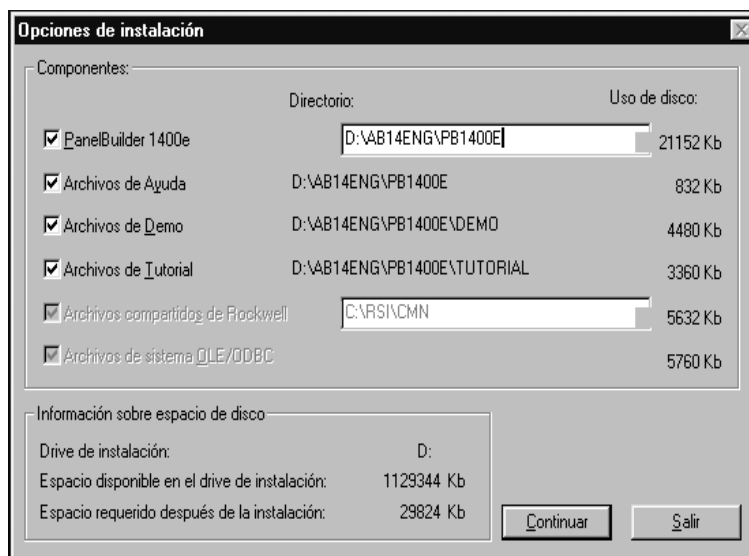 Opciones de instalación
Componentes:
Directorio: Uso de disco:
PanelBuilder 1400e D:\AB14ENG\PB1400E 21152 Kb
Archivos de Ayuda D:\AB14ENG\PB1400E 832 Kb
Archivos de Demo D:\AB14ENG\PB1400E\DEMO 4480 Kb
Archivos de Tutorial D:\AB14ENG\PB1400E\TUTORIAL 3360 Kb
Archivos compartidos de Rockwell C:\RSI\CMN 5632 Kb
Archivos de sistema OLE/ODBC 5760 Kb
Información sobre espacio de disco
Drive de instalación: D:
Espacio disponible en el drive de instalación: 1129344 Kb
Espacio requerido después de la instalación: 29824 Kb
Continuar Salir